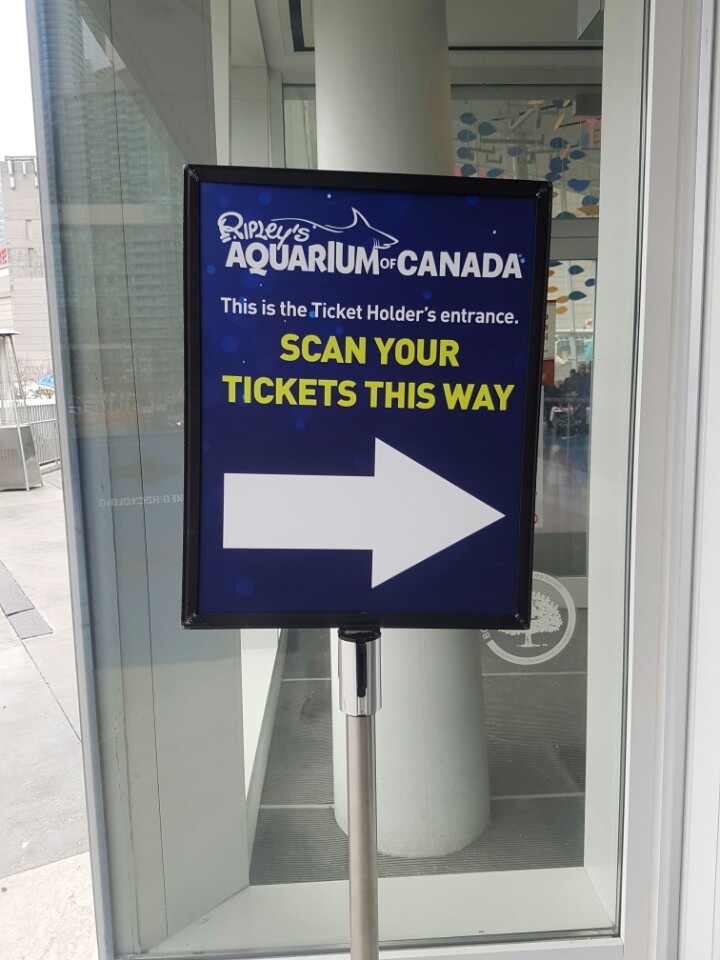 RIPLEY'S
AQUARIUM OF CANADA
This is the Ticket Holder's entrance.
SCAN YOUR
TICKETS THIS WAY